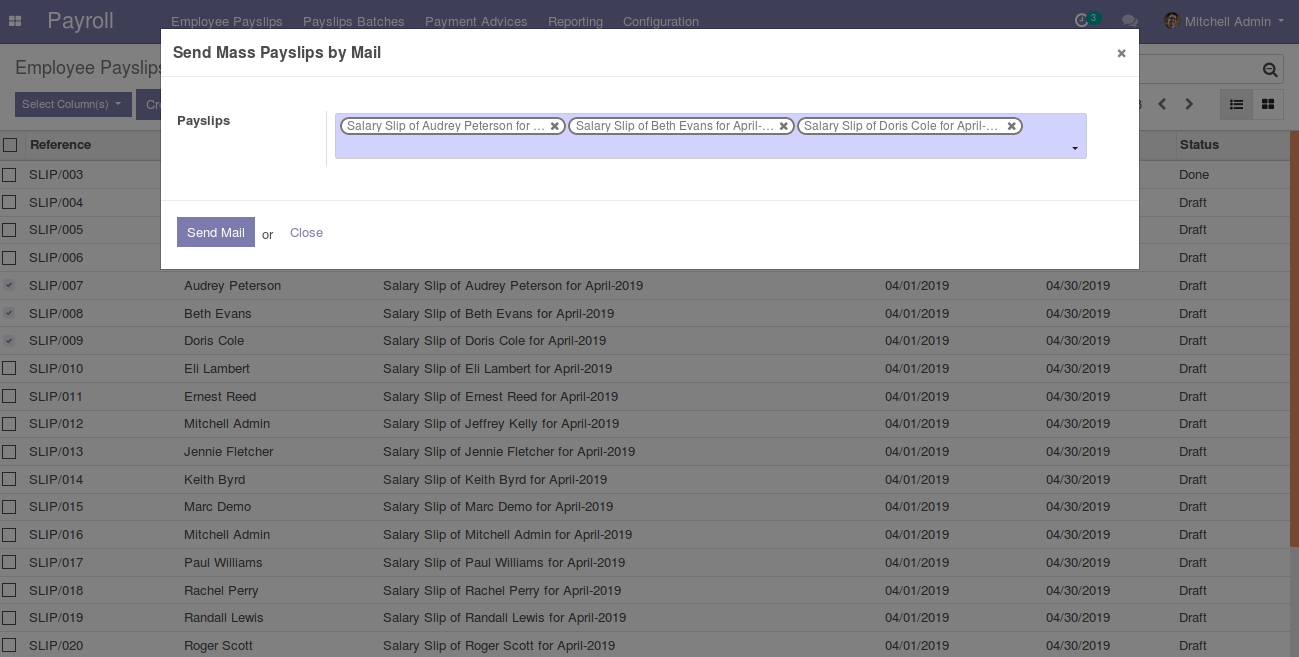 Payroll Employee Payslips Payslips Batches Payment Advices Reporting Configuration 3 Mitchell Admin
Send Mass Payslips by Mail ×
Employee Payslips
Select Column(s) Cr
Payslips Salary Slip of Audrey Peterson for ... Salary Slip of Beth Evans for April-... Salary Slip of Doris Cole for April-...
Reference Status
SLIP/003 Done
SLIP/004 Draft
SLIP/005 Draft
Send Mail or Close
SLIP/006 Draft
SLIP/007 Audrey Peterson Salary Slip of Audrey Peterson for April-2019 04/01/2019 04/30/2019 Draft
SLIP/008 Beth Evans Salary Slip of Beth Evans for April-2019 04/01/2019 04/30/2019 Draft
SLIP/009 Doris Cole Salary Slip of Doris Cole for April-2019 04/01/2019 04/30/2019 Draft
SLIP/010 Eli Lambert Salary Slip of Eli Lambert for April-2019 04/01/2019 04/30/2019 Draft
SLIP/011 Ernest Reed Salary Slip of Ernest Reed for April-2019 04/01/2019 04/30/2019 Draft
SLIP/012 Mitchell Admin Salary Slip of Jeffrey Kelly for April-2019 04/01/2019 04/30/2019 Draft
SLIP/013 Jennie Fletcher Salary Slip of Jennie Fletcher for April-2019 04/01/2019 04/30/2019 Draft
SLIP/014 Keith Byrd Salary Slip of Keith Byrd for April-2019 04/01/2019 04/30/2019 Draft
SLIP/015 Marc Demo Salary Slip of Marc Demo for April-2019 04/01/2019 04/30/2019 Draft
SLIP/016 Mitchell Admin Salary Slip of Mitchell Admin for April-2019 04/01/2019 04/30/2019 Draft
SLIP/017 Paul Williams Salary Slip of Paul Williams for April-2019 04/01/2019 04/30/2019 Draft
SLIP/018 Rachel Perry Salary Slip of Rachel Perry for April-2019 04/01/2019 04/30/2019 Draft
SLIP/019 Randall Lewis Salary Slip of Randall Lewis for April-2019 04/01/2019 04/30/2019 Draft
SLIP/020 Roger Scott Salary Slip of Roger Scott for April-2019 04/01/2019 04/30/2019 Draft